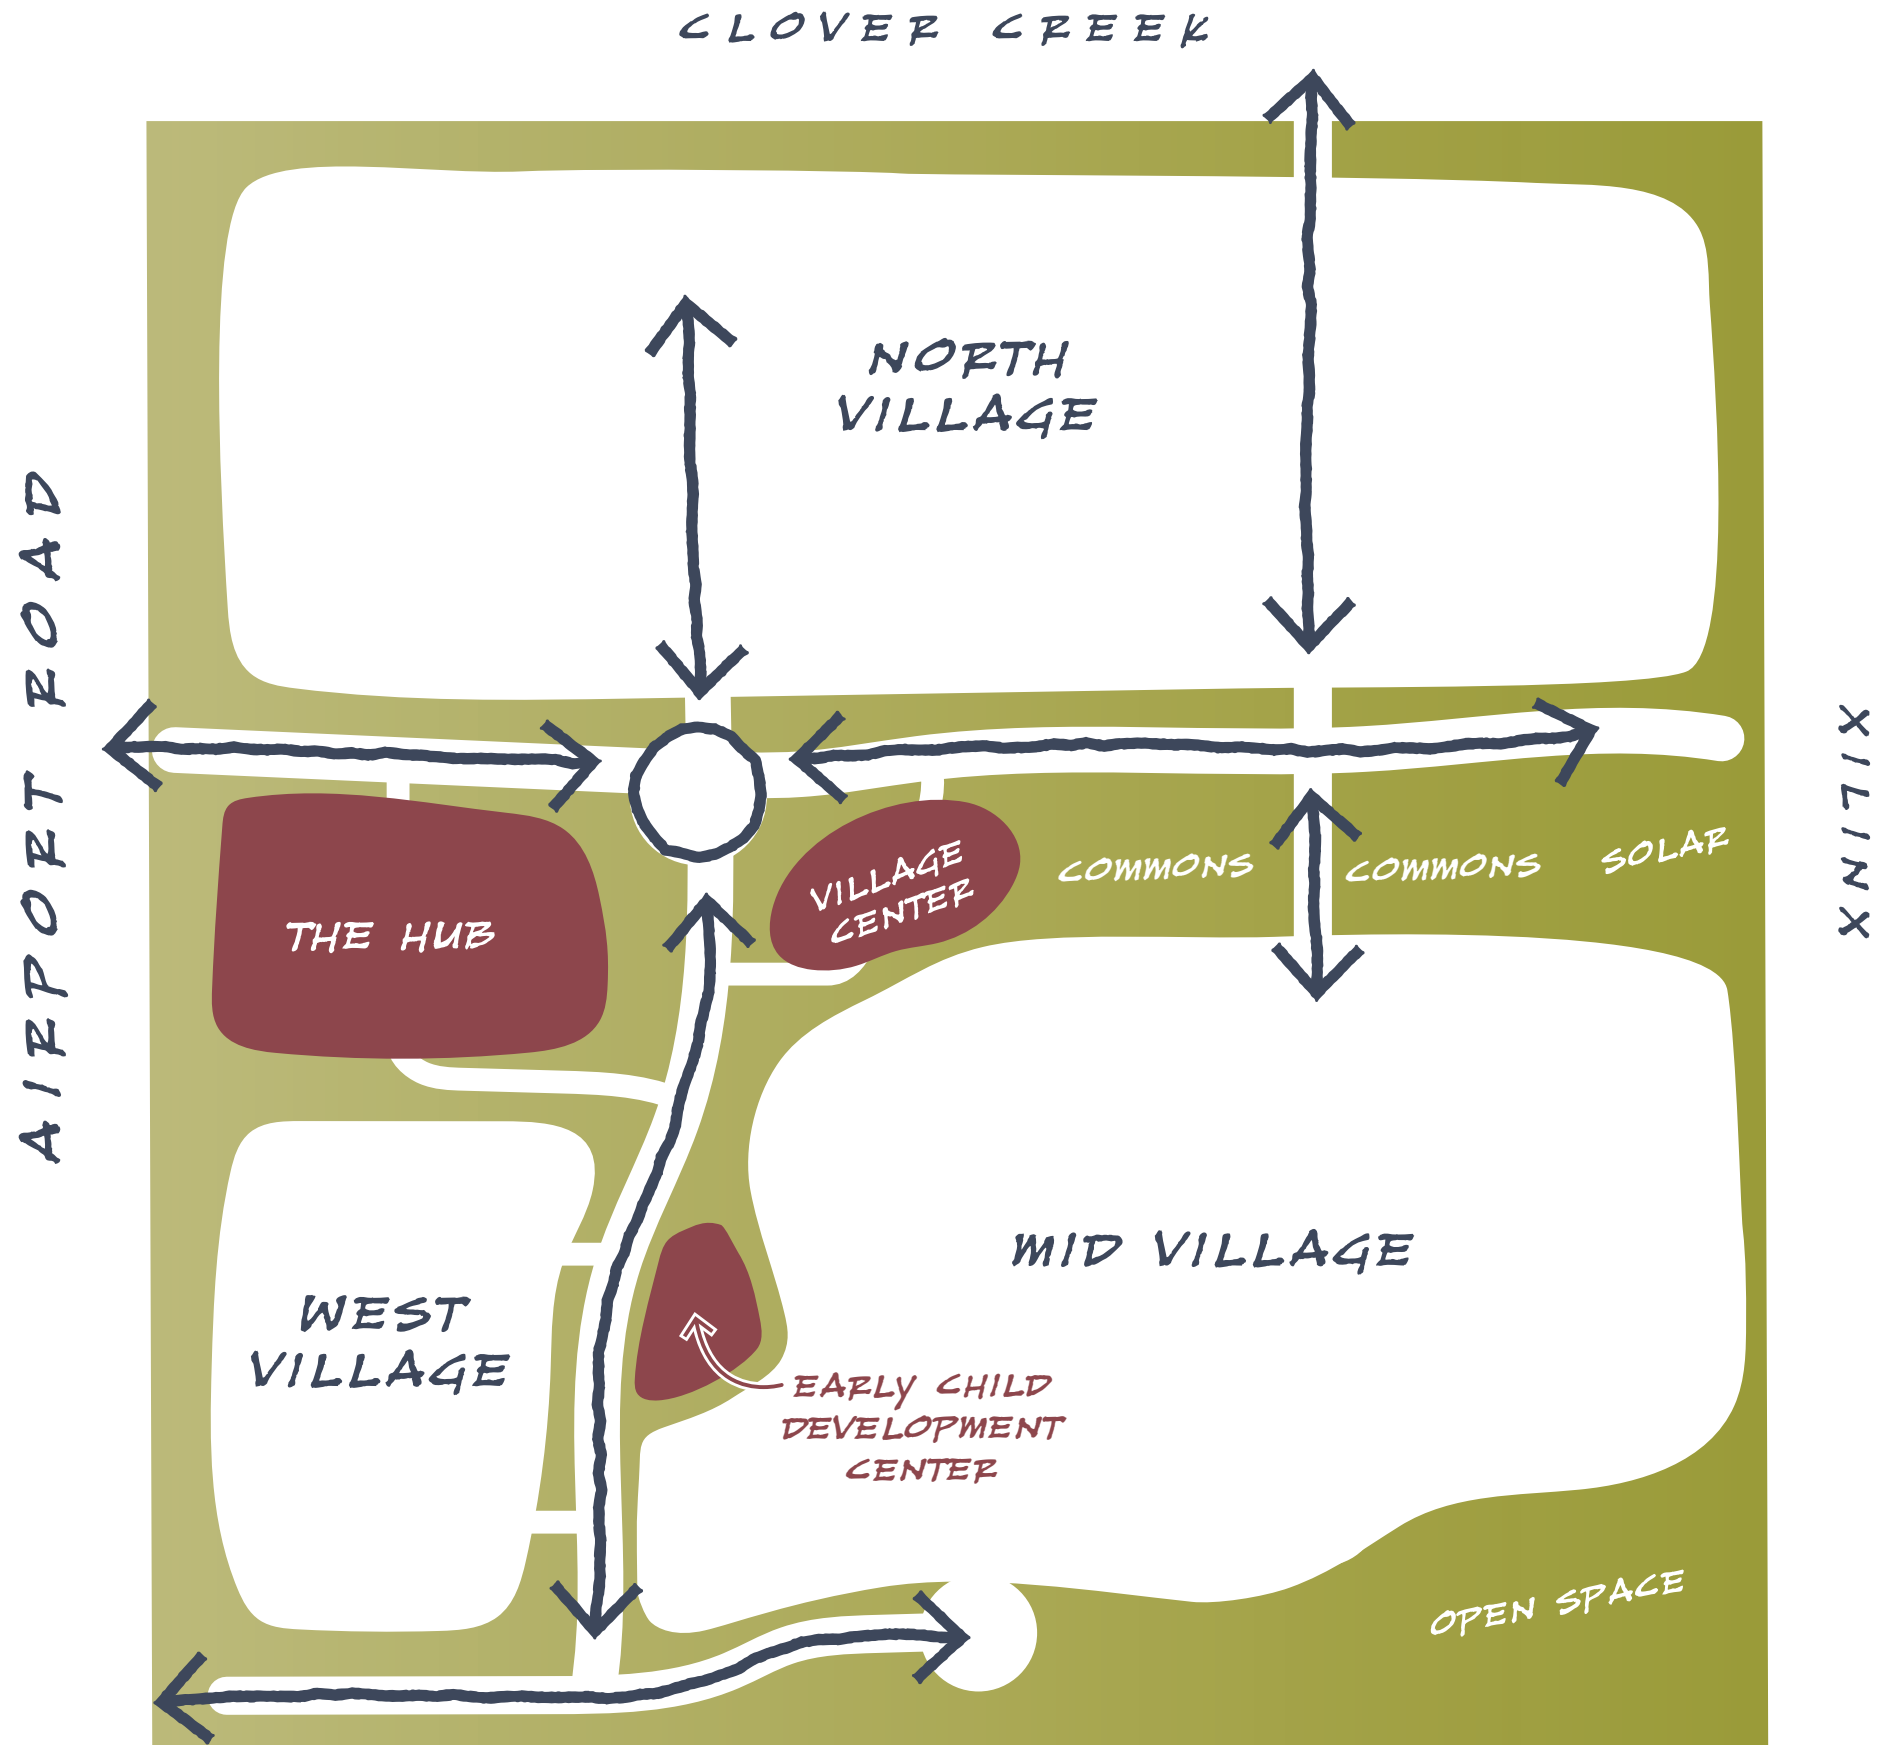 CLOVER CREEK
NORTH
VILLAGE
AIRPORT ROAD
XILINX
VILLAGE
CENTER
COMMONS
COMMONS
SOLAR
THE HUB
MID VILLAGE
WEST
VILLAGE
EARLY CHILD
DEVELOPMENT
CENTER
OPEN SPACE